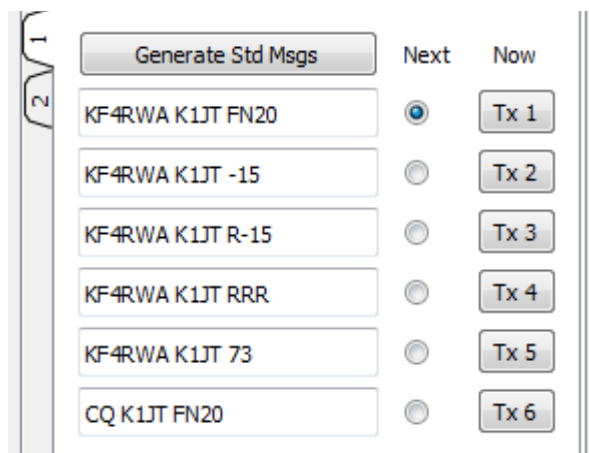 1
Generate Std Msgs Next Now
2
KF4RWA K1JT FN20 Tx 1
KF4RWA K1JT -15 Tx 2
KF4RWA K1JT R-15 Tx 3
KF4RWA K1JT RRR Tx 4
KF4RWA K1JT 73 Tx 5
CQ K1JT FN20 Tx 6